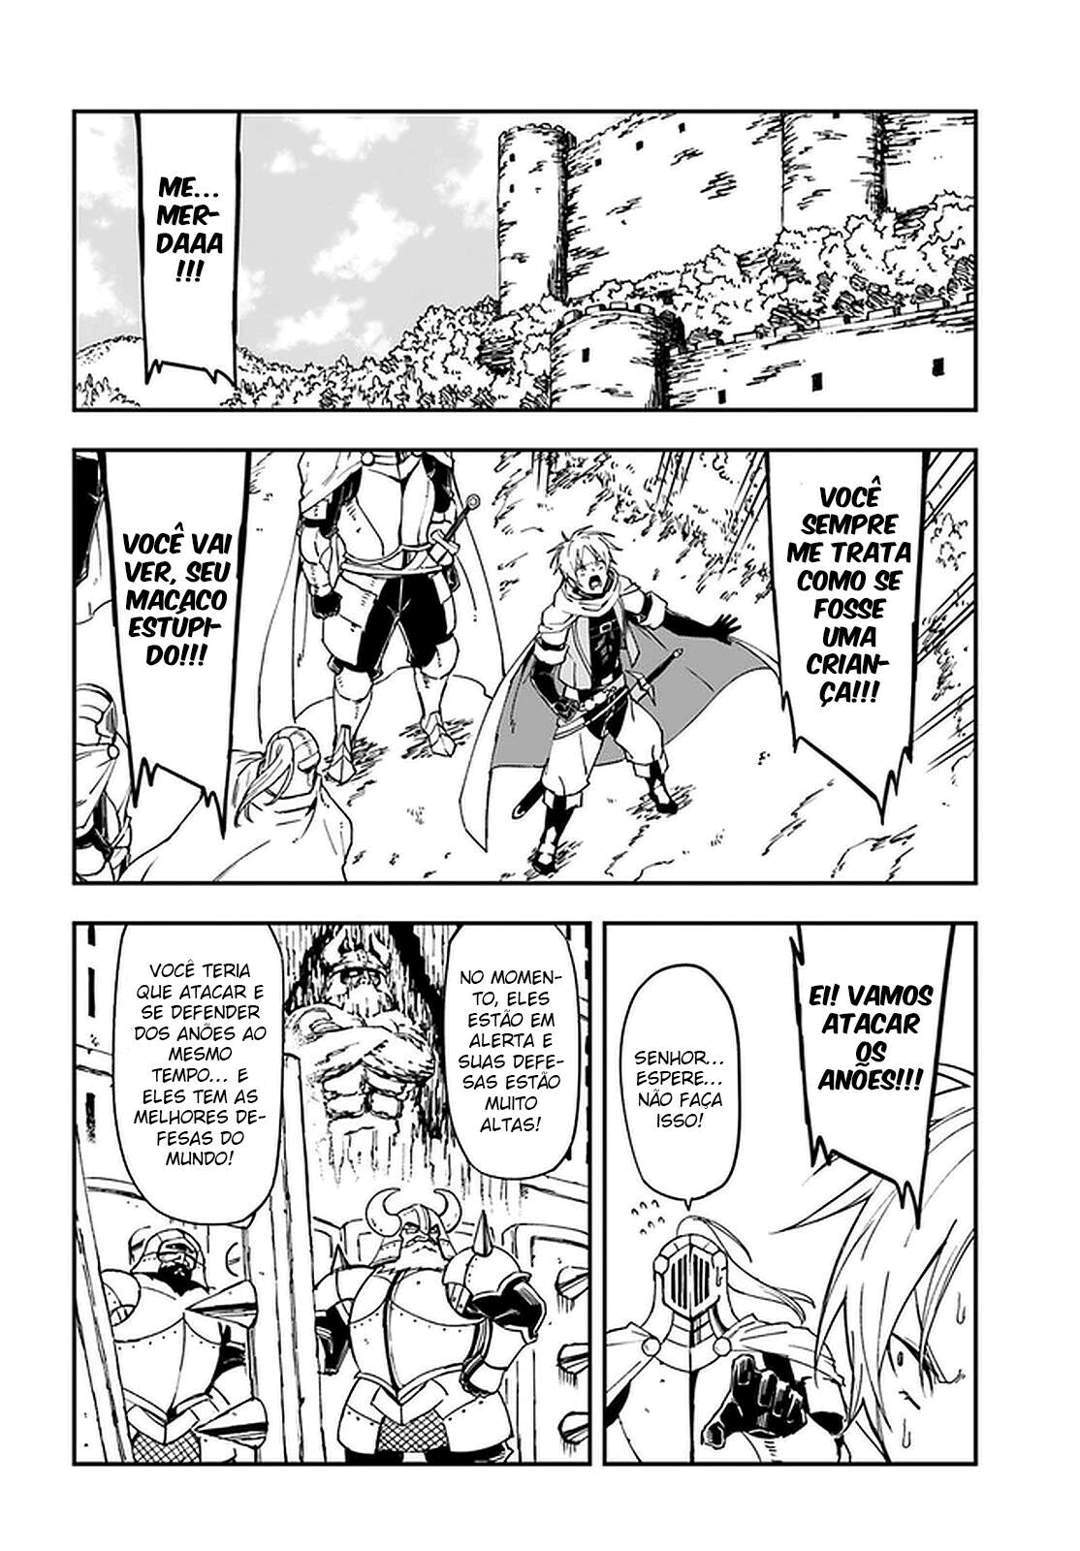 ME...
MER-
DAAA
!!!
VOCÊ
SEMPRE
ME TRATA
COMO SE
FOSSE
UMA
CRIAN-
ÇA!!!
VOCÊ VAI
VER, SEU
MACACO
ESTÚPI-
DO!!!
EI! VAMOS
ATACAR
OS
ANÕES!!!
SENHOR...
ESPERE...
NÃO FAÇA
ISSO!
NO MOMEN-
TO, ELES
ESTÃO EM
ALERTA E
SUAS DEFE-
SAS ESTÃO
MUITO
ALTAS!
VOCÊ TERIA
QUE ATACAR E
SE DEFENDER
DOS ANÕES AO
MESMO
TEMPO... E
ELES TEM AS
MELHORES DE-
FESAS DO
MUNDO!